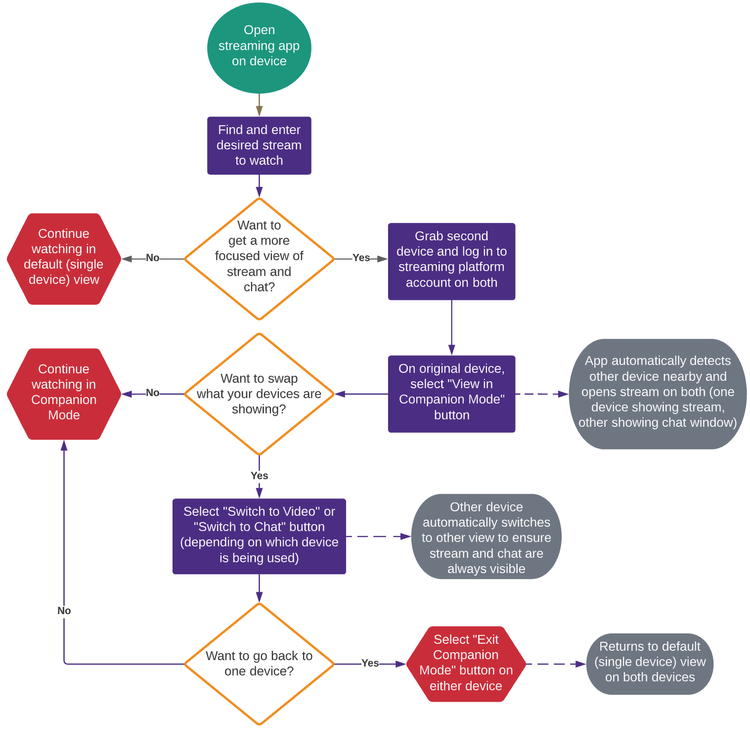 Open
streaming app
on device
Find and enter
desired stream
to watch
Want to
get a more
focused view of
stream and
chat?
No
Continue
watching in
default (single
device) view
Yes
Grab second
device and log in to
streaming platform
account on both
On original device,
select "View in
Companion Mode"
button
App automatically detects
other device nearby and
opens stream on both (one
device showing stream,
other showing chat window)
Want to swap
what your devices are
showing?
No
Continue
watching in
Companion
Mode
Yes
Select "Switch to Video" or
"Switch to Chat" button
(depending on which device
is being used)
Other device
automatically switches
to other view to ensure
stream and chat are
always visible
Want to go back to
one device?
No
Yes
Select "Exit
Companion
Mode" button on
either device
Returns to default
(single device) view
on both devices